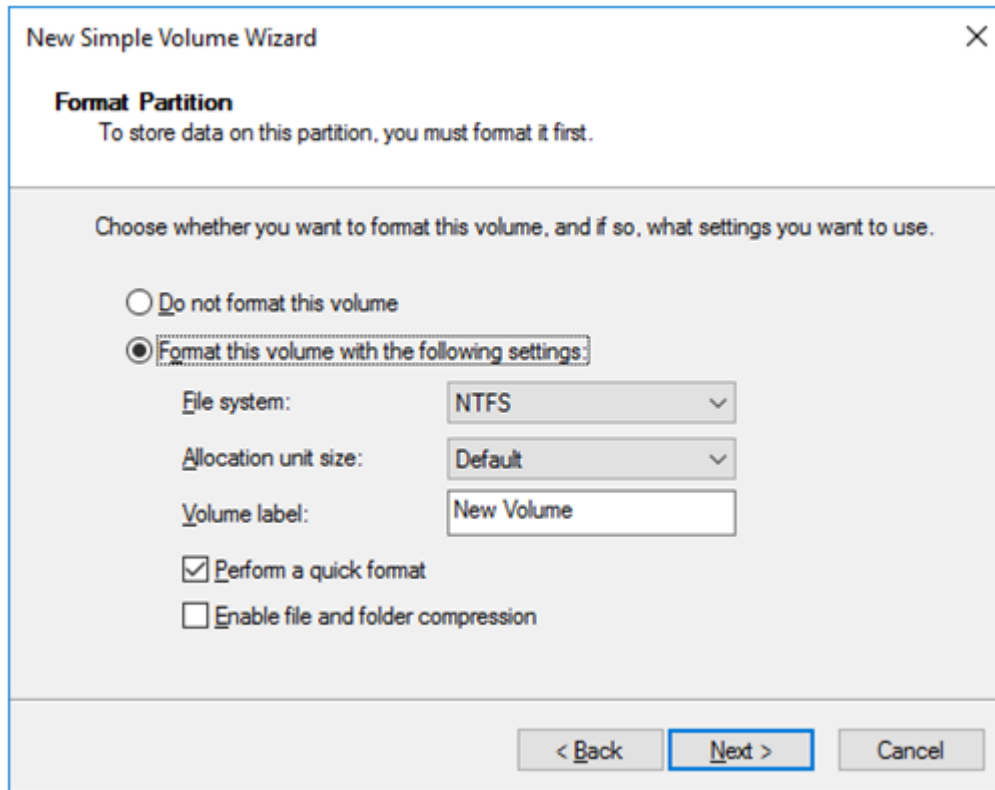 New Simple Volume Wizard
Format Partition
To store data on this partition, you must format it first.
Choose whether you want to format this volume, and if so, what settings you want to use.
Do not format this volume
Format this volume with the following settings:
File system: NTFS
Allocation unit size: Default
Volume label: New Volume
Perform a quick format
Enable file and folder compression
< Back Next > Cancel